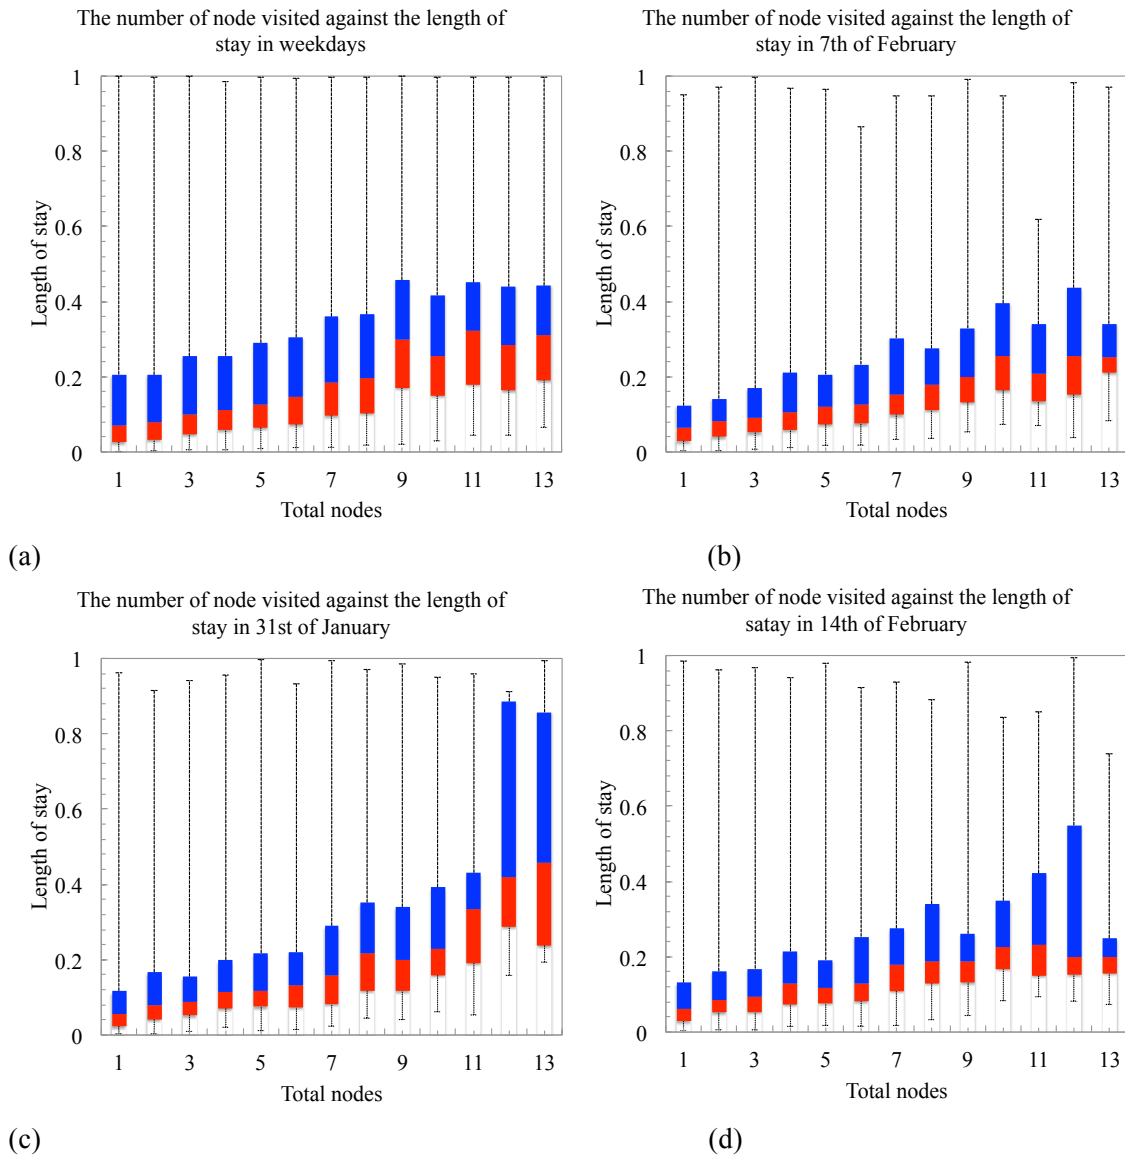 The number of node visited against the length of
stay in weekdays
1
0.8
0.6
0.4
0.2
0
Length of stay
1 3 5 7 9 11 13
Total nodes
(a)
The number of node visited against the length of
stay in 7th of February
1
0.8
0.6
0.4
0.2
0
Length of stay
1 3 5 7 9 11 13
Total nodes
(b)
The number of node visited against the length of
stay in 31st of January
1
0.8
0.6
0.4
0.2
0
Length of stay
1 3 5 7 9 11 13
Total nodes
(c)
The number of node visited against the length of
satay in 14th of February
1
0.8
0.6
0.4
0.2
0
Length of stay
1 3 5 7 9 11 13
Total nodes
(d)